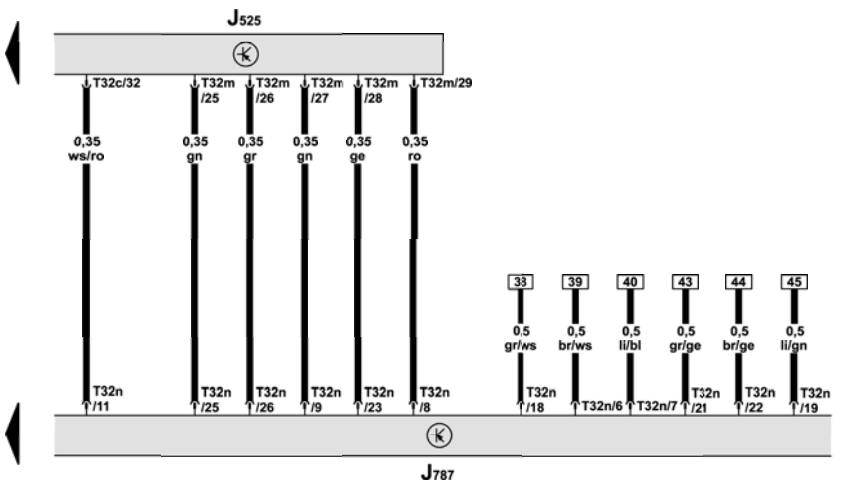 J525
T32c/32 T32m T32m T32m T32m T32m/29
/25 /26 /27 /28
0,35 0,35 0,35 0,35 0,35 0,35
ws/ro gn gr gn ge ro
38 39 40 43 44 45
0,5 0,5 0,5 0,5 0,5 0,5
gr/ws br/ws li/bl gr/ge br/ge li/gn
T32n T32n T32n T32n T32n T32n T32n T32n/6 T32n/7 T32n T32n T32n
/11 /25 /26 /9 /23 /8 /18 /21 /22 /19
J787